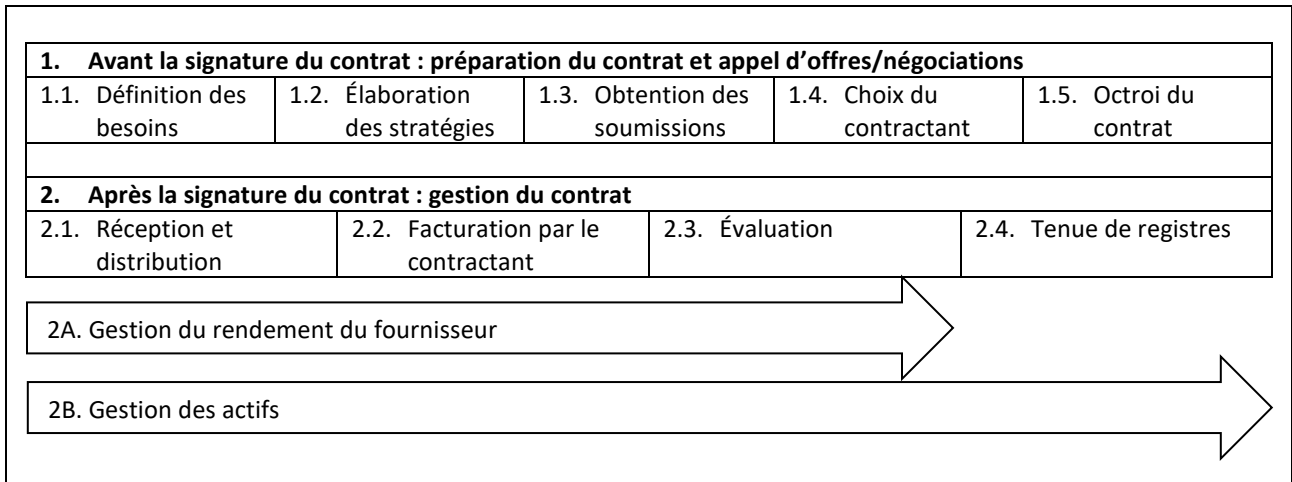 1. Avant la signature du contrat : préparation du contrat et appel d’offres/négociations
1.1. Définition des besoins
1.2. Élaboration des stratégies
1.3. Obtention des soumissions
1.4. Choix du contractant
1.5. Octroi du contrat
2. Après la signature du contrat : gestion du contrat
2.1. Réception et distribution
2.2. Facturation par le contractant
2.3. Évaluation
2.4. Tenue de registres
2A. Gestion du rendement du fournisseur
2B. Gestion des actifs